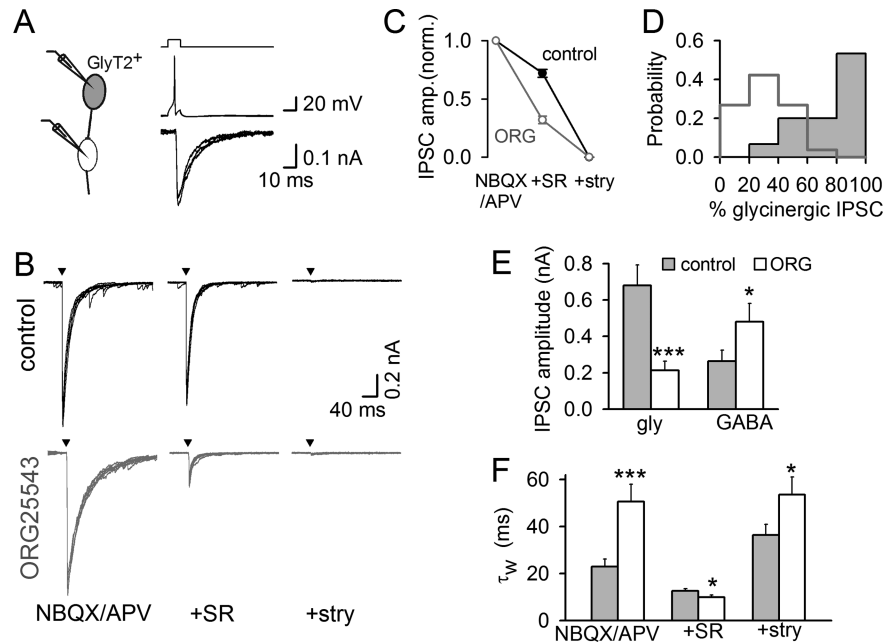 A
GlyT2+
20 mV
0.1 nA
10 ms
B
control
0.2 nA
40 ms
ORG25543
NBQX/APV
+SR
+stry
C
IPSC amp.(norm.)
1.0
0.5
0.0
control
ORG
NBQX +SR +stry
/APV
D
Probability
0.6
0.4
0.2
0.0
0 20 40 60 80 100
% glycinergic IPSC
E
IPSC amplitude (nA)
0.8
0.6
0.4
0.2
0.0
control
ORG
***
*
gly
GABA
F
τw (ms)
60
40
20
0
***
*
*
NBQX/APV
+SR
+stry